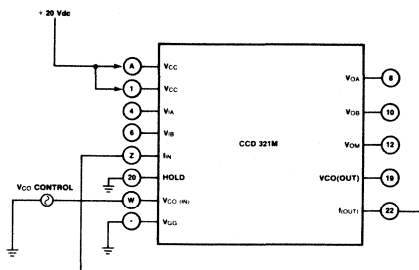 + 20 Vdc
A VCC
1 VCC
4 VIA
6 VIB
Z IIN
20 HOLD
VCO CONTROL
W VCO (IN)
- VGG
CCD 321M
VOA 8
VOB 10
VOM 12
VCO(OUT) 19
I(OUT) 22